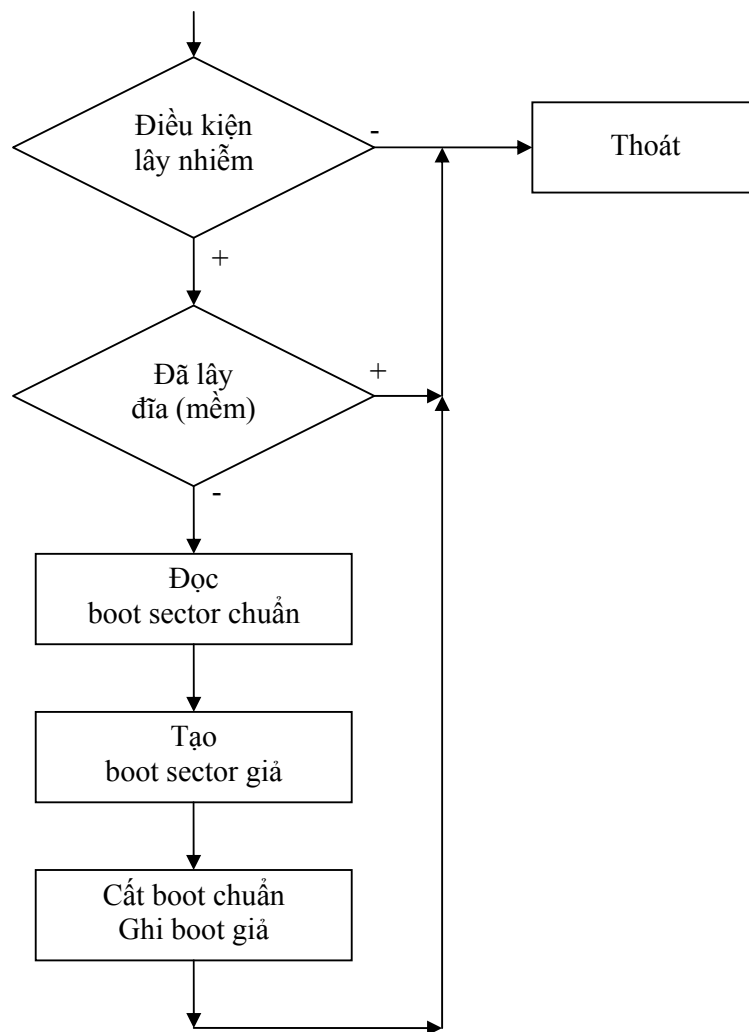 Điều kiện
lây nhiễm
-
Thoát
+
Đã lây
đĩa (mềm)
+
-
Đọc
boot sector chuẩn
Tạo
boot sector giả
Cất boot chuẩn
Ghi boot giả